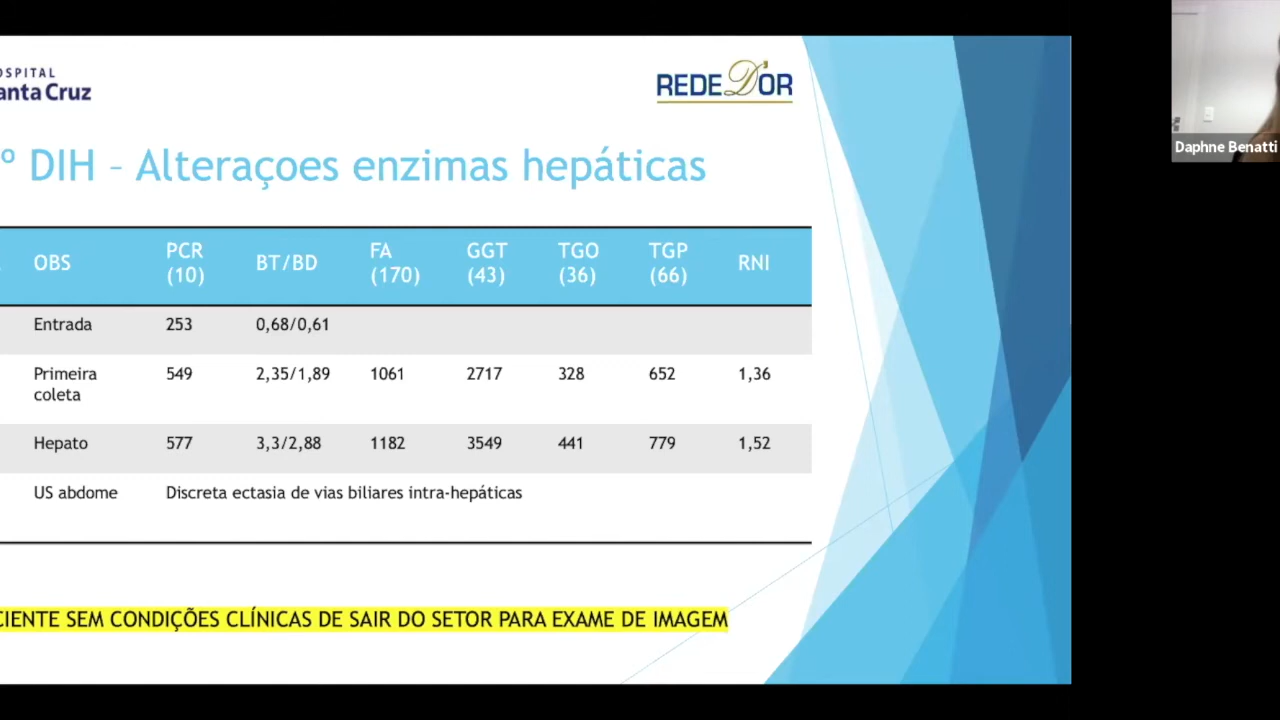 OSPITAL
anta Cruz
REDE D'OR
º DIH – Alteraçoes enzimas hepáticas
OBS PCR (10) BT/BD FA (170) GGT (43) TGO (36) TGP (66) RNI
Entrada 253 0,68/0,61
Primeira coleta 549 2,35/1,89 1061 2717 328 652 1,36
Hepato 577 3,3/2,88 1182 3549 441 779 1,52
US abdome Discreta ectasia de vias biliares intra-hepáticas
CIENTE SEM CONDIÇÕES CLÍNICAS DE SAIR DO SETOR PARA EXAME DE IMAGEM
Daphne Benatti